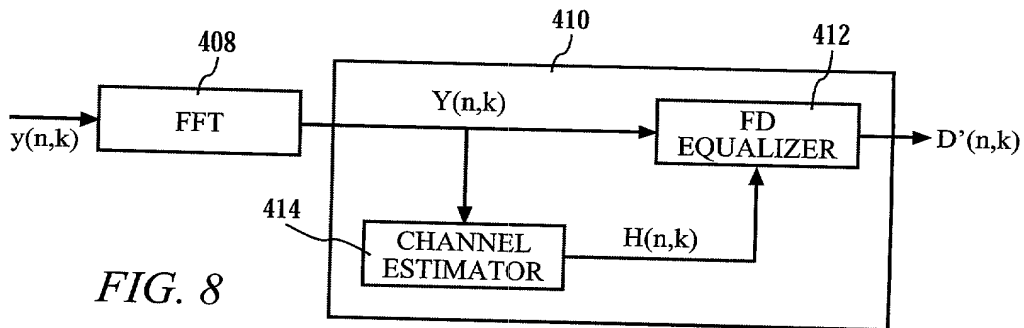 410
412
408
FFT
Y(n,k)
FD
EQUALIZER
y(n,k)
D’(n,k)
414
CHANNEL
ESTIMATOR
H(n,k)
FIG. 8